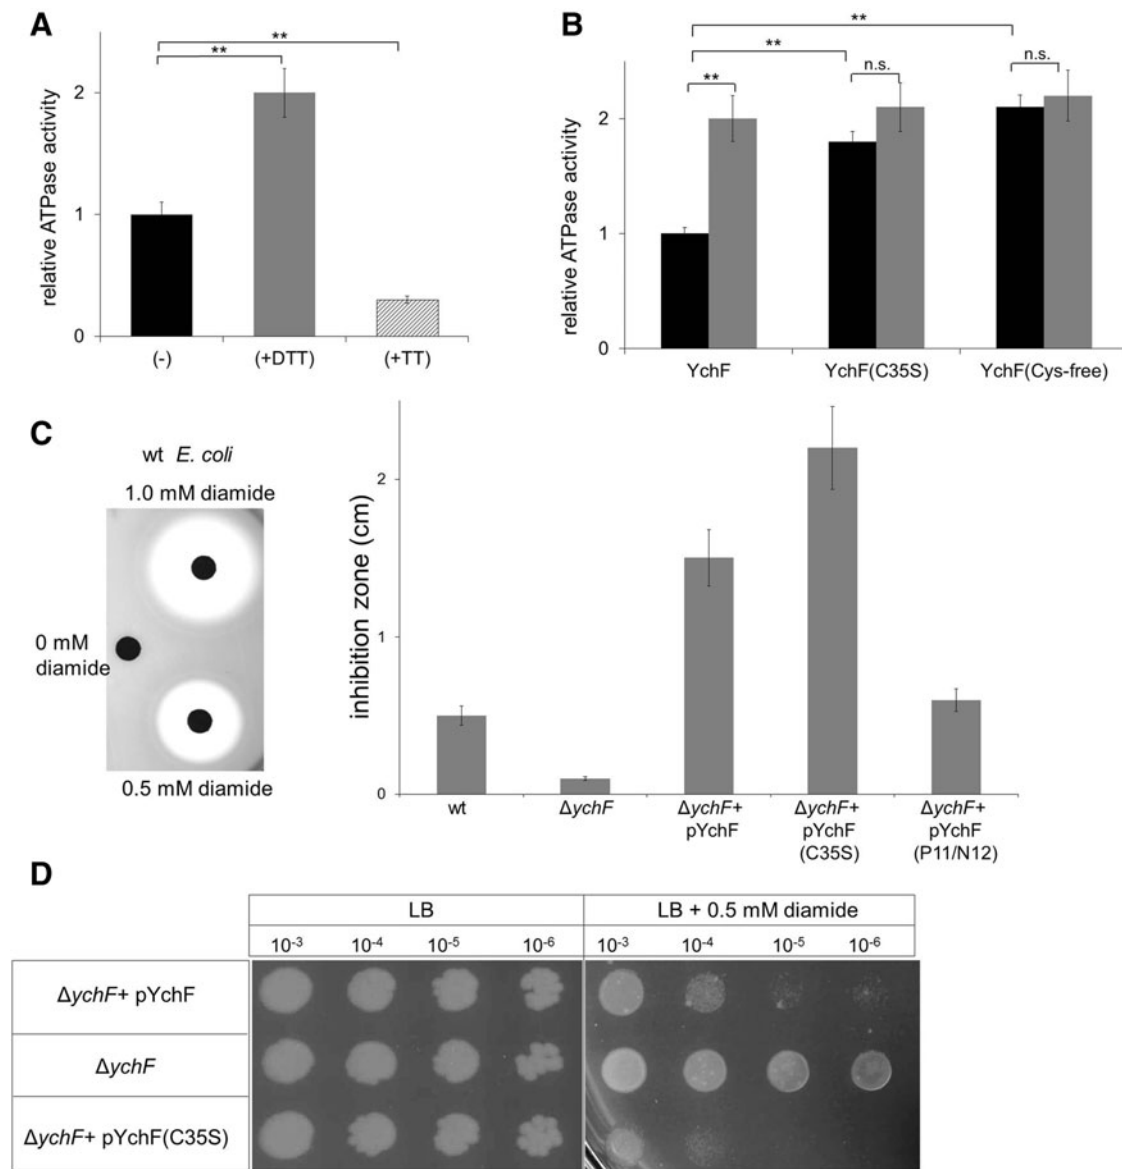 A
relative ATPase activity
2
1
0
**
**
(-)
(+DTT)
(+TT)
B
relative ATPase activity
2
1
0
**
**
**
n.s.
n.s.
YchF
YchF(C35S)
YchF(Cys-free)
C
wt E. coli
1.0 mM diamide
0 mM
diamide
0.5 mM diamide
inhibition zone (cm)
2
1
0
wt
ΔychF
ΔychF+
pYchF
ΔychF+
pYchF
(C35S)
ΔychF+
pYchF
(P11/N12)
D
LB
LB + 0.5 mM diamide
10-3 10-4 10-5 10-6
10-3 10-4 10-5 10-6
ΔychF+ pYchF
ΔychF
ΔychF+ pYchF(C35S)